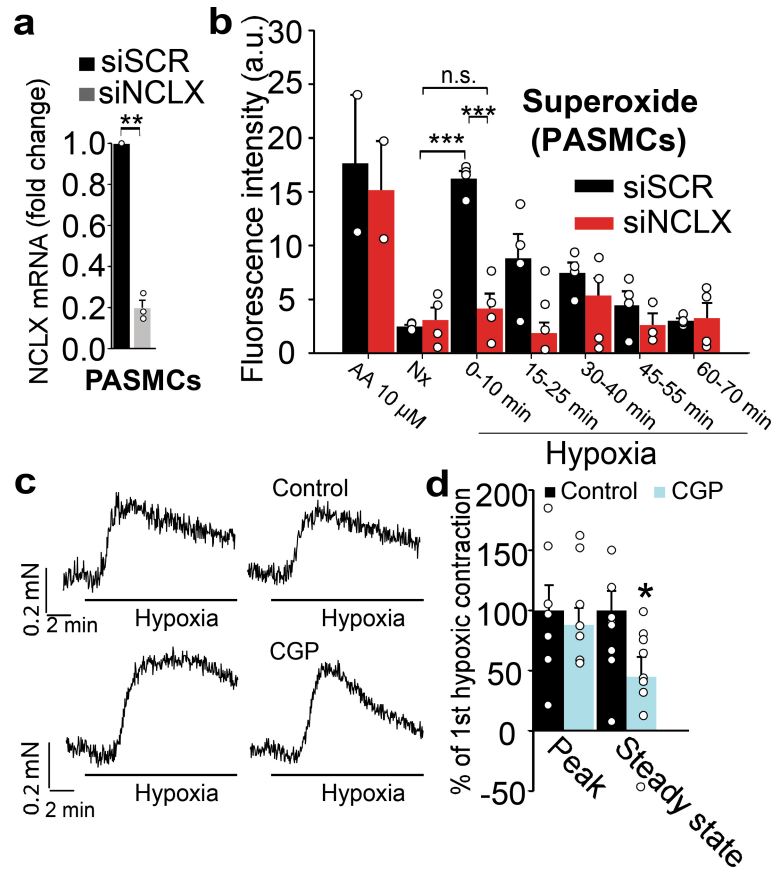 a
siSCR
siNCLX
**
NCLX mRNA (fold change)
1.0
0.8
0.6
0.4
0.2
0.0
PASMCs
b
Fluorescence intensity (a.u.)
30
25
20
15
10
5
0
n.s.
***
***
Superoxide
(PASMCs)
siSCR
siNCLX
AA 10 µM
Nx
0-10 min
15-25 min
30-40 min
45-55 min
60-70 min
Hypoxia
c
Control
0.2 mN
2 min
Hypoxia
Hypoxia
CGP
0.2 mN
2 min
Hypoxia
Hypoxia
d
% of 1st hypoxic contraction
200
150
100
50
0
-50
Control
CGP
*
Peak
Steady state